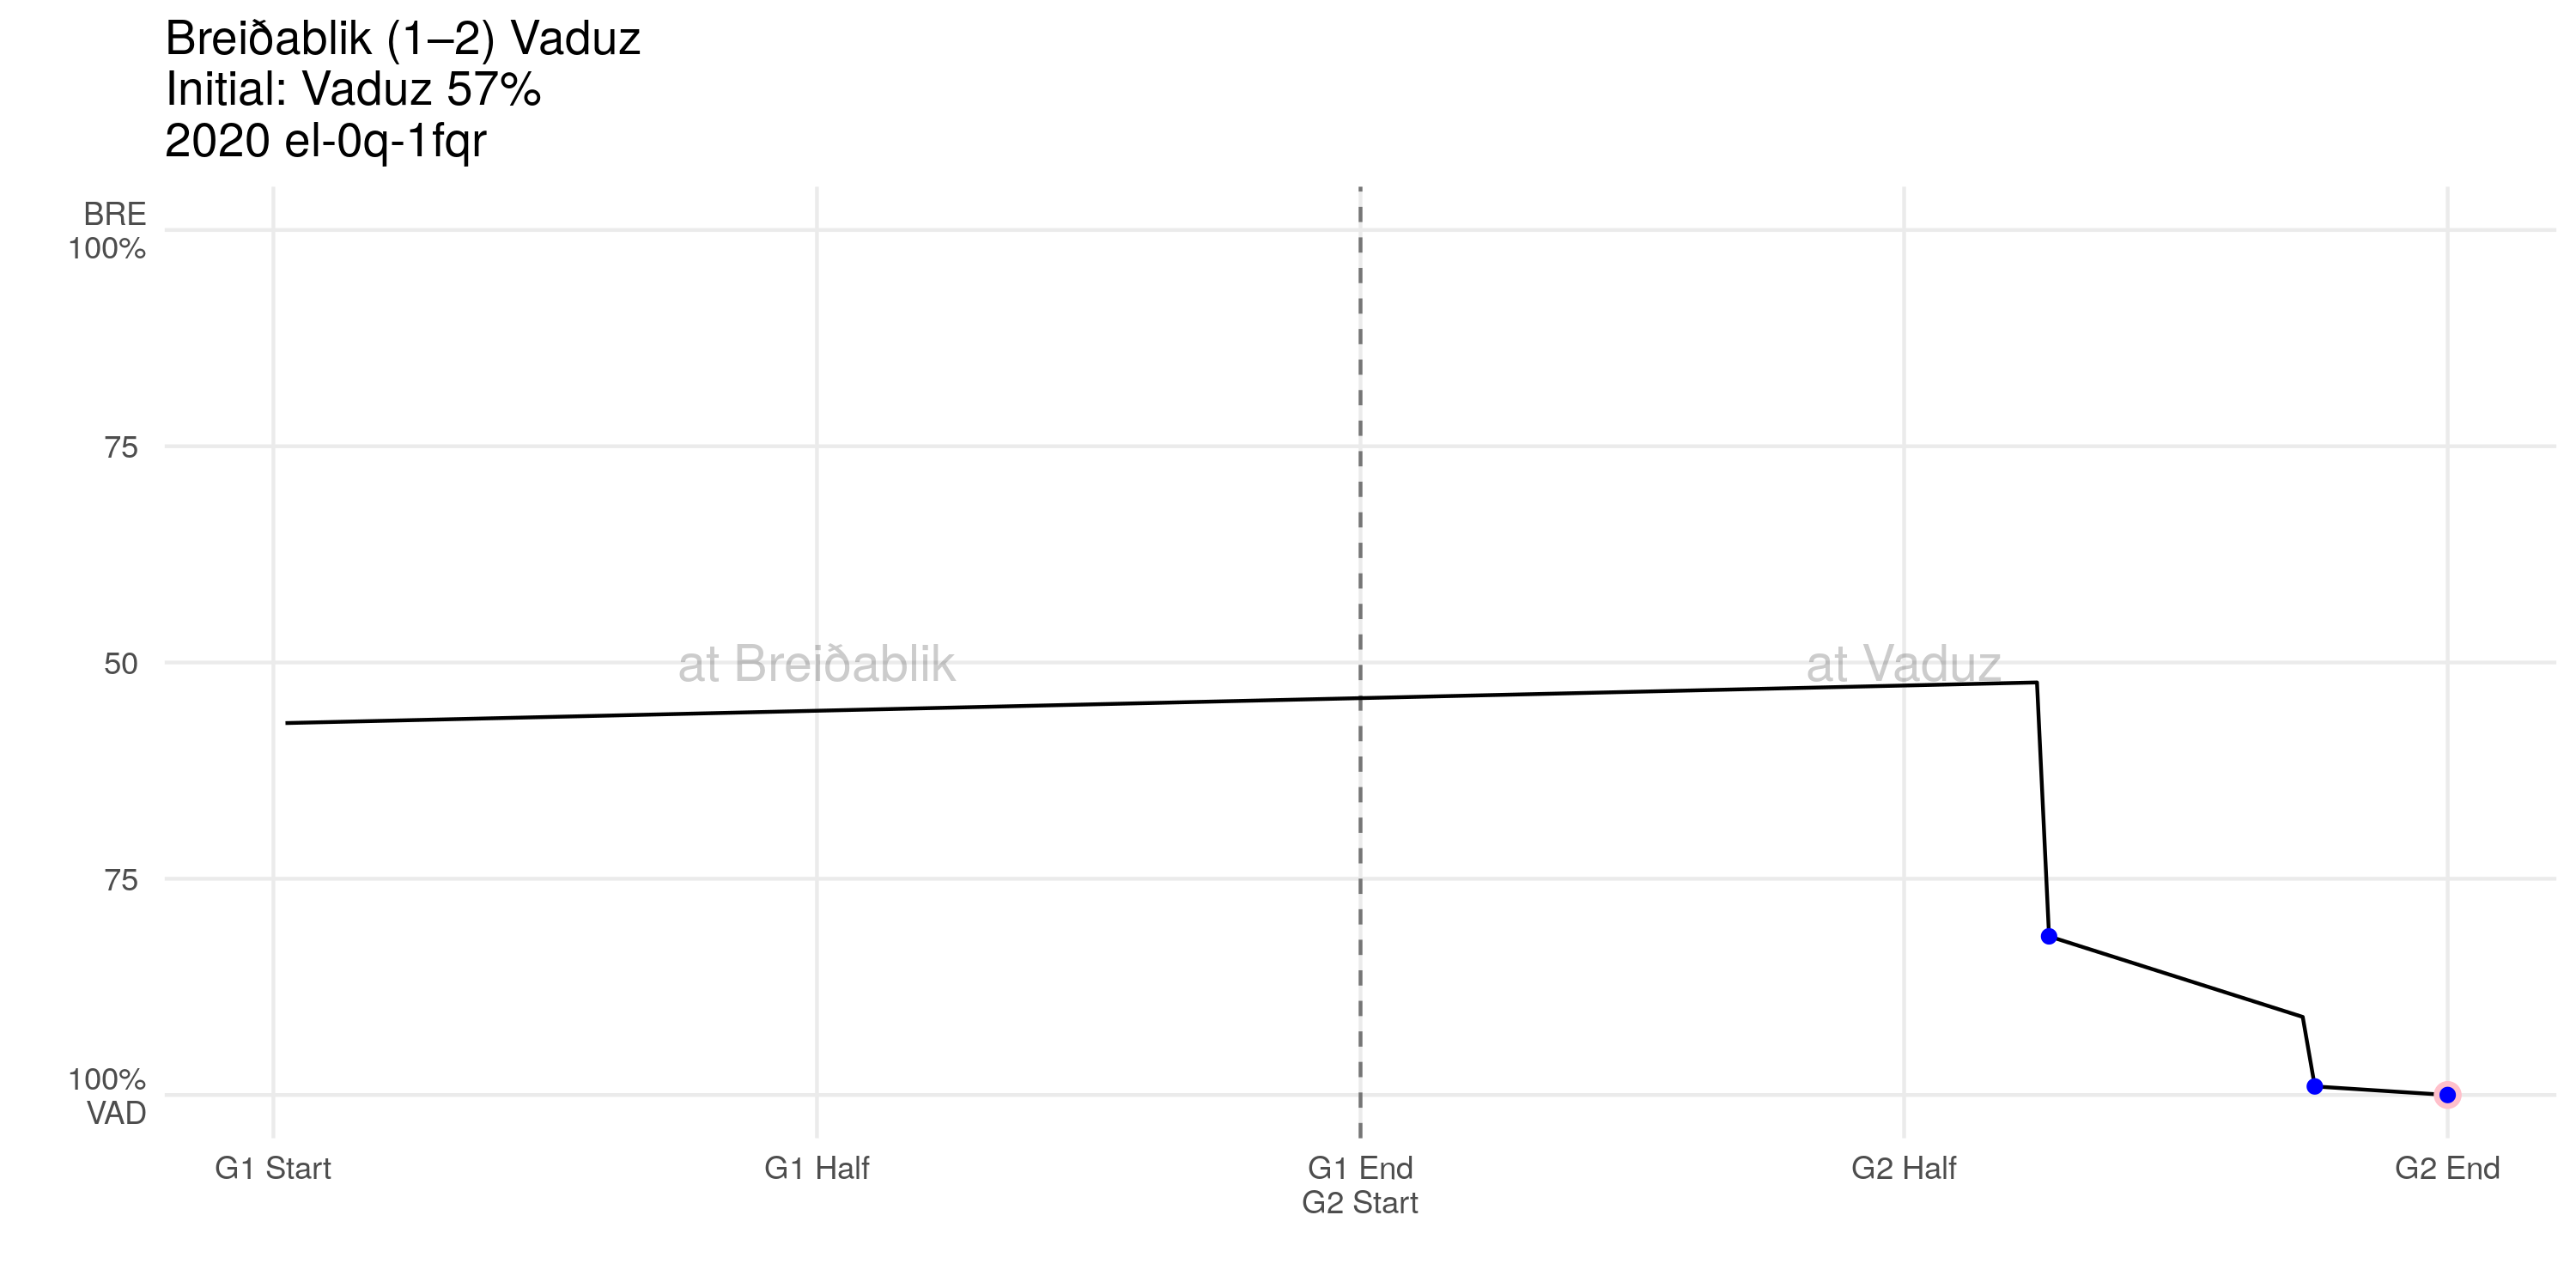 Breiðablik (1–2) Vaduz
Initial: Vaduz 57%
2020 el-0q-1fqr
BRE
100%
75
50
75
100%
VAD
at Breiðablik
at Vaduz
G1 Start
G1 Half
G1 End
G2 Start
G2 Half
G2 End